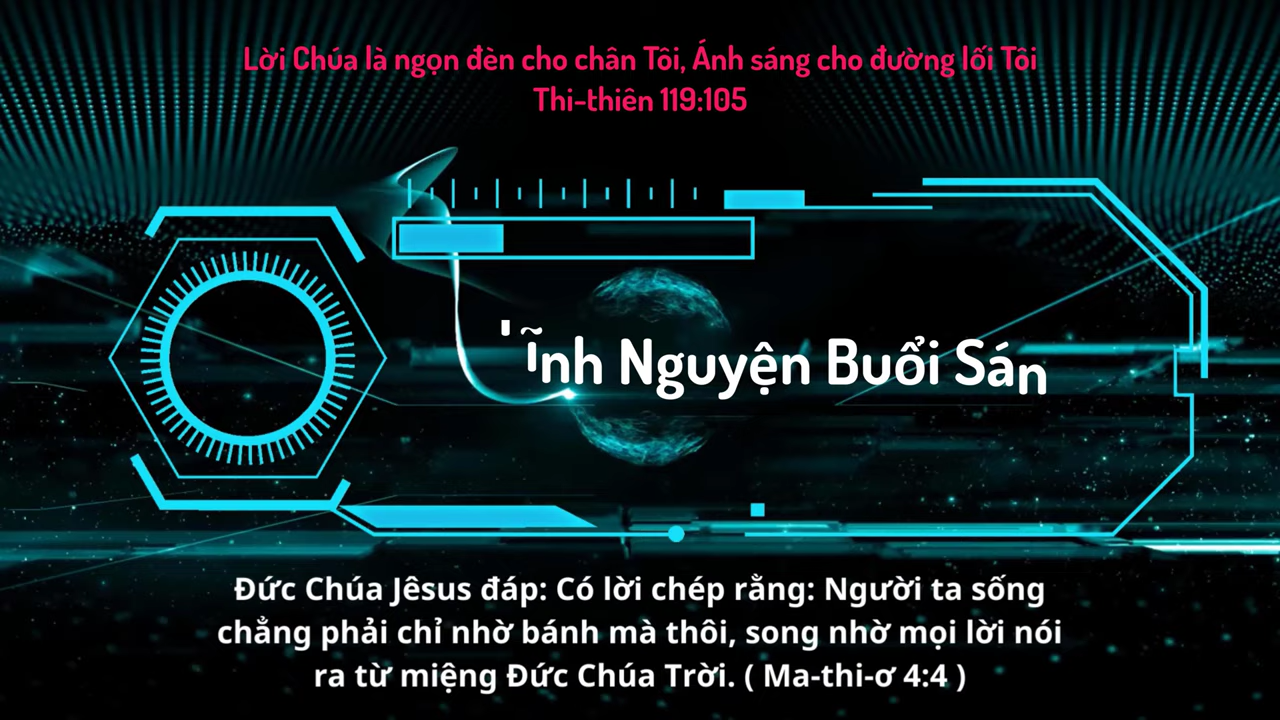 Lời Chúa là ngọn đèn cho chân Tôi, Ánh sáng cho đường lối Tôi
Thi-thiên 119:105
Nguyện Buổi
Đức Chúa Jêsus đáp: Có lời chép rằng: Người ta sống
chẳng phải chỉ nhờ bánh mà thôi, song nhờ mọi lời nói
ra từ miệng Đức Chúa Trời. ( Ma-thi-ơ 4:4 )